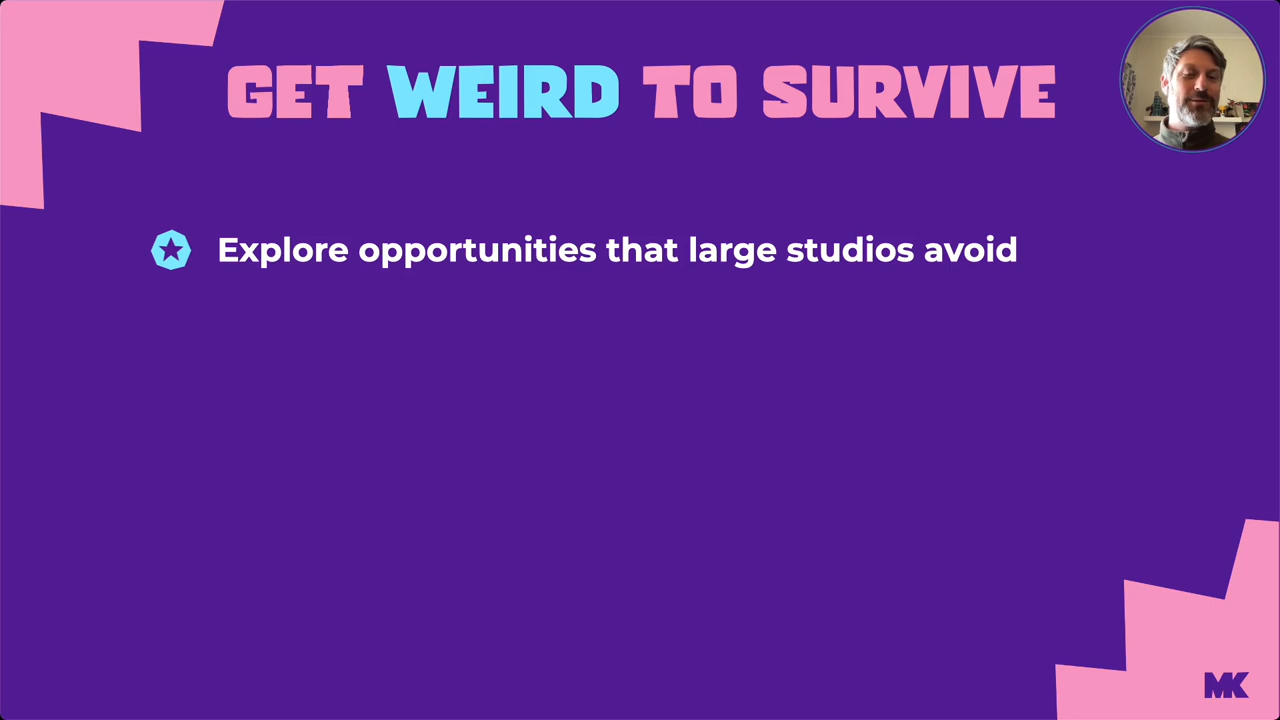 GET WEIRD TO SURVIVE
Explore opportunities that large studios avoid
MK